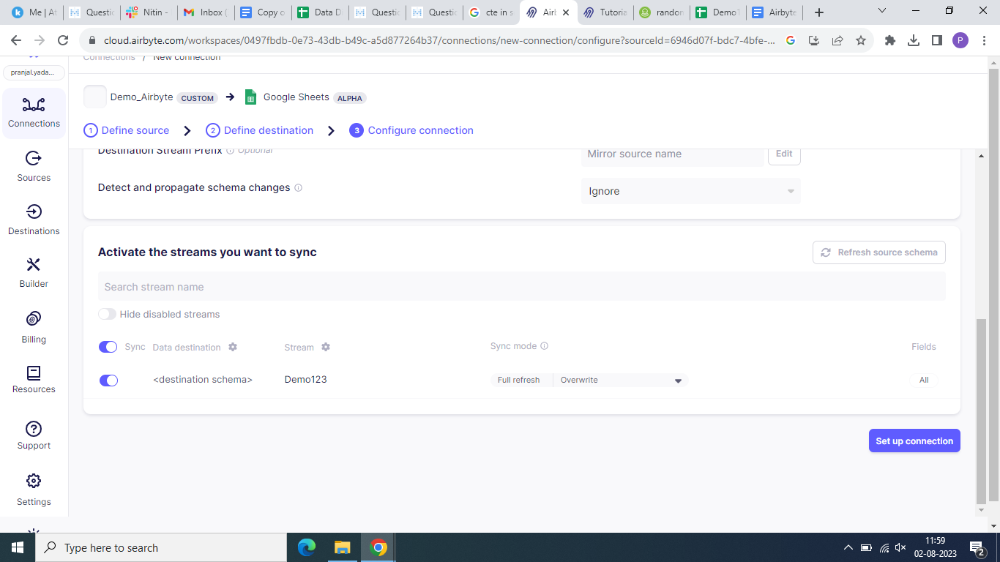 Me | At
Questic
Nitin -
Inbox (
Copy o
Data D
Questic
Questic
cte in s
Airl
Tutoria
random
Demo1
Airbyte
cloud.airbyte.com/workspaces/0497fbdb-0e73-43db-b49c-a5d877264b37/connections/new-connection/configure?sourceId=6946d07f-bdc7-4bfe-...
P
pranjal.yada...
Connections / New connection
Demo_Airbyte CUSTOM → Google Sheets ALPHA
1 Define source > 2 Define destination > 3 Configure connection
Connections
Sources
Destinations
Builder
Billing
Resources
Support
Settings
Destination Stream Prefix Optional
Mirror source name
Edit
Detect and propagate schema changes
Ignore
Activate the streams you want to sync
Refresh source schema
Search stream name
Hide disabled streams
Sync Data destination Stream Sync mode Fields
<destination schema> Demo123 Full refresh Overwrite All
Set up connection
Type here to search
11:59
02-08-2023
2